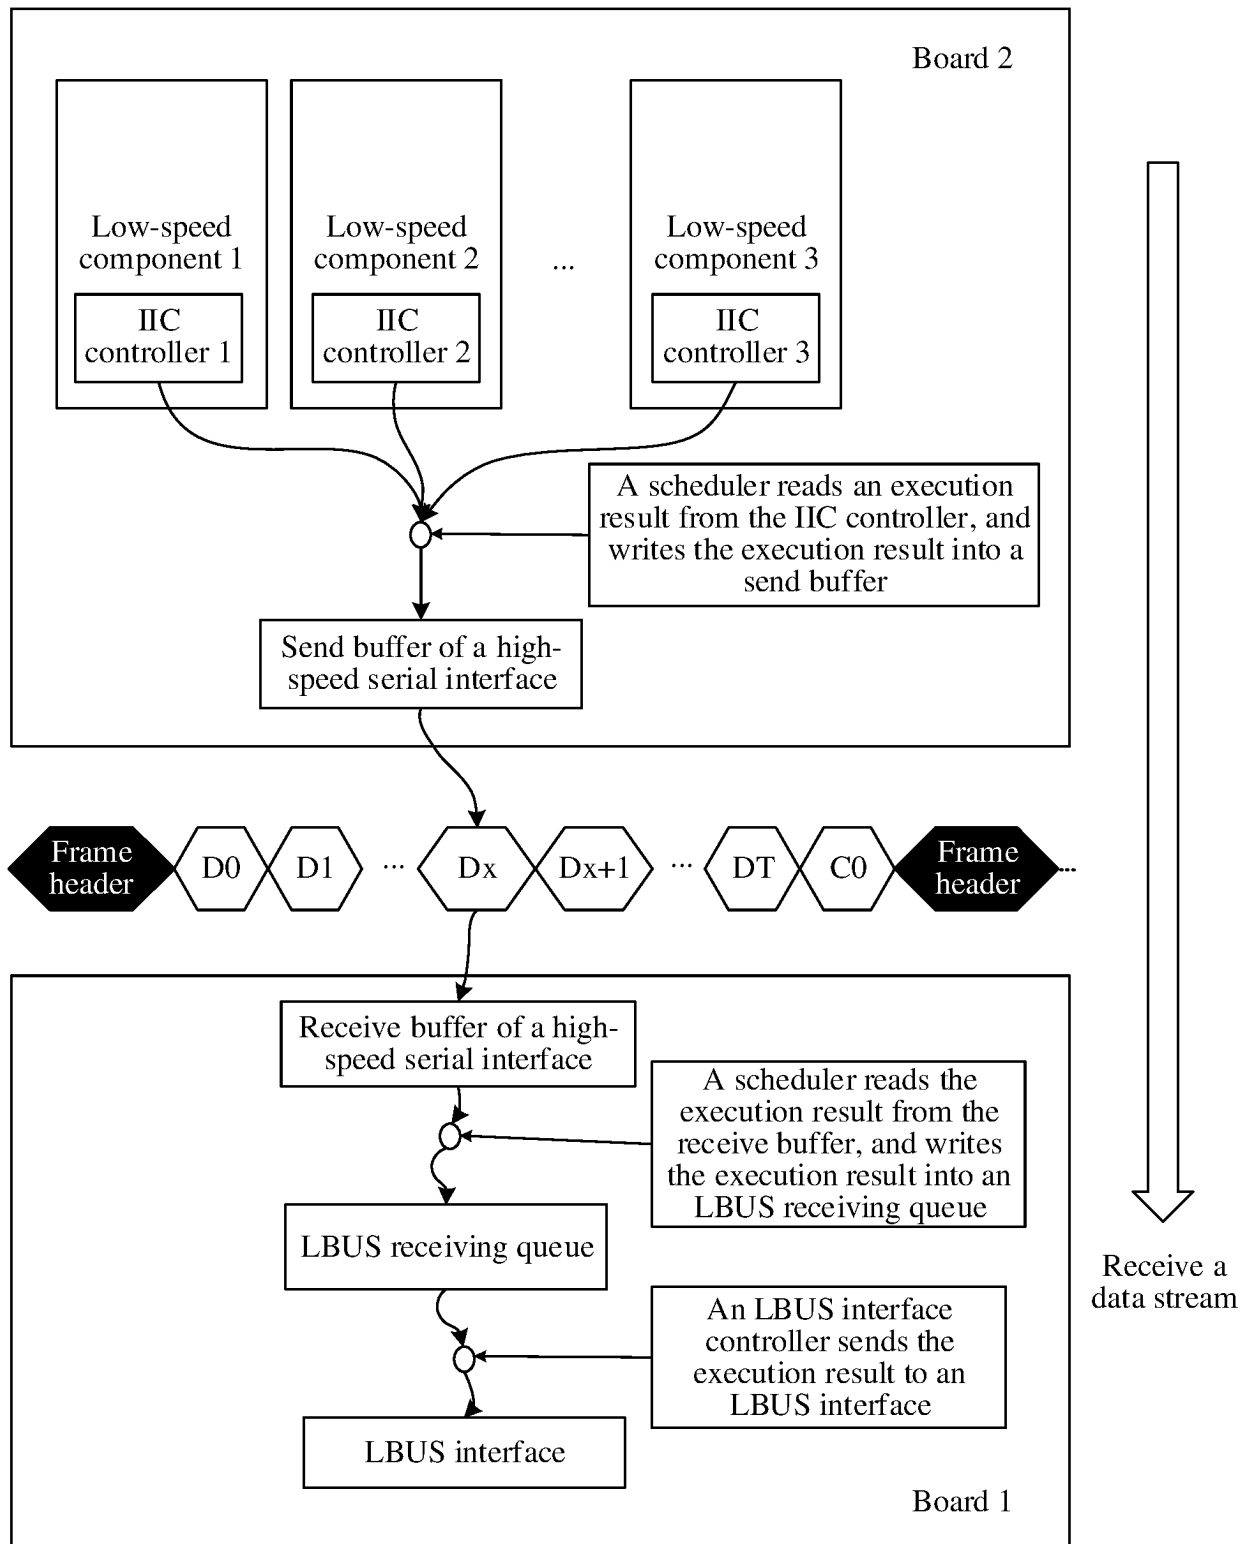 Board 2
Low-speed
component 1
Low-speed
component 2
...
Low-speed
component 3
IIC
controller 1
IIC
controller 2
IIC
controller 3
A scheduler reads an execution
result from the IIC controller, and
writes the execution result into a
send buffer
Send buffer of a high-
speed serial interface
Frame
header
D0
D1
...
Dx
Dx+1
...
DT
C0
Frame
header
...
Receive buffer of a high-
speed serial interface
A scheduler reads the
execution result from the
receive buffer, and writes
the execution result into an
LBUS receiving queue
LBUS receiving queue
Receive a
data stream
An LBUS interface
controller sends the
execution result to an
LBUS interface
LBUS interface
Board 1